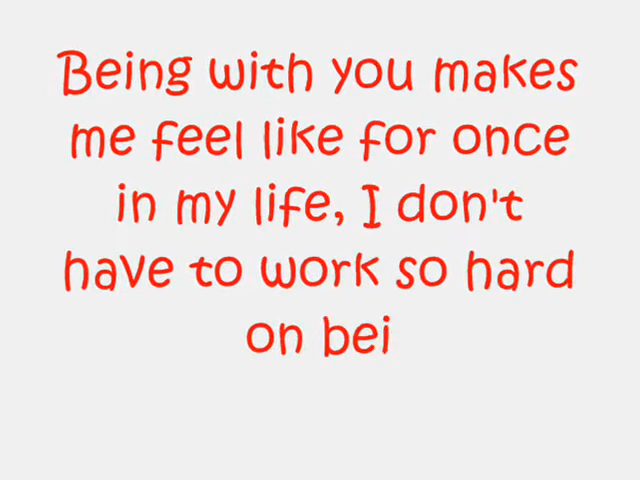 Being with you makes
me feel like for once
in my life, I don't
have to work so hard
on bei